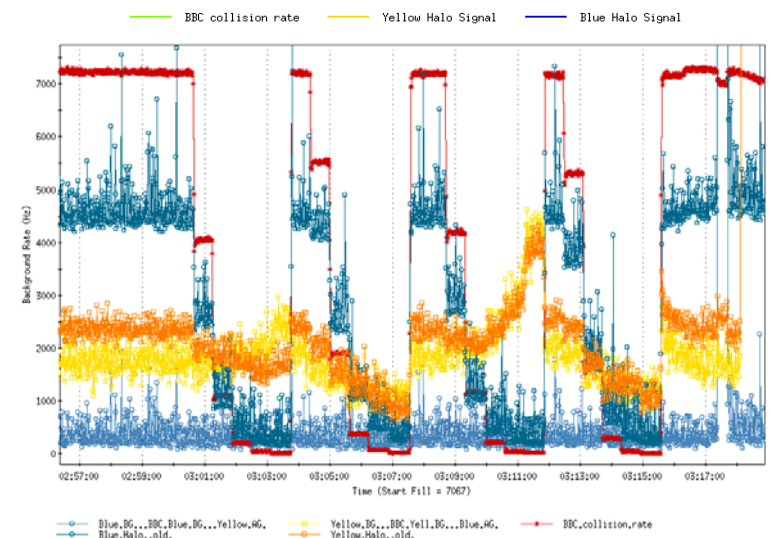 BBC collision rate Yellow Halo Signal Blue Halo Signal
7000
6000
5000
4000
3000
2000
1000
0
Background Rate (Hz)
02:57:00 02:59:00 03:01:00 03:03:00 03:05:00 03:07:00 03:09:00 03:11:00 03:13:00 03:15:00 03:17:00
Time (Start Fill = 7067)
Blue.BG...BBC.Blue.BG...Yellow.AG. Yellow.BG...BBC.Yell.BG...Blue.AG. BBC.collision.rate
Blue.Halo..old. Yellow.Halo..old.